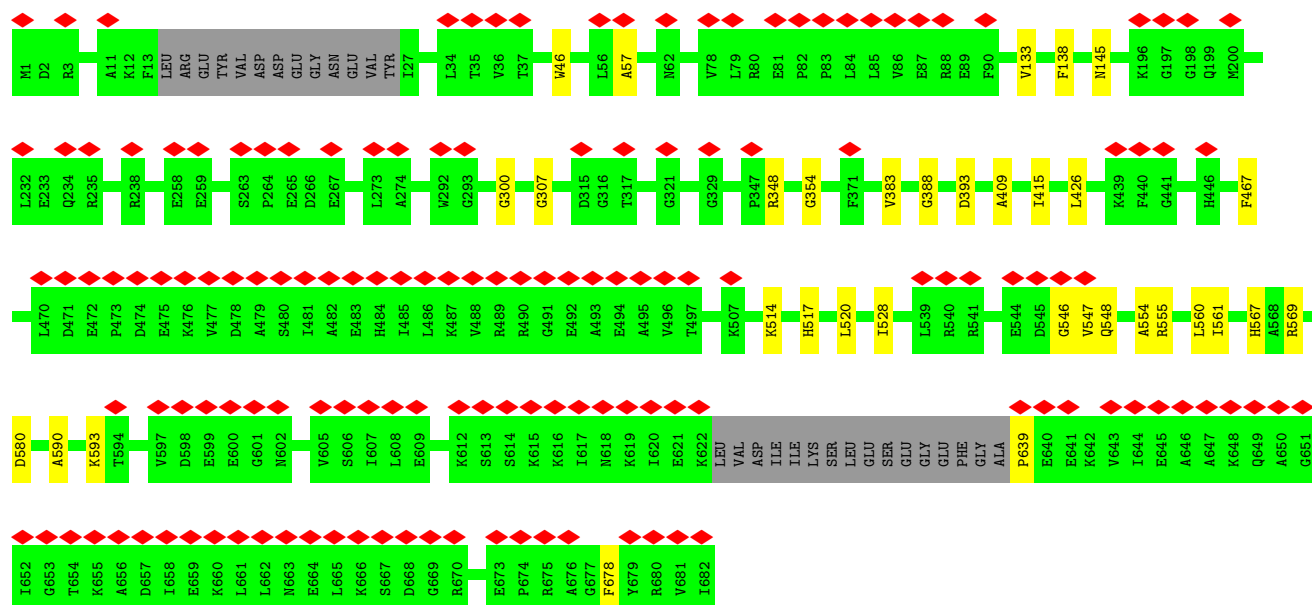 M1 D2 R3 A11 K12 F13 LEU ARG GLU TYR VAL ASP ASP GLU GLY ASN GLU VAL TYR I27 L34 T35 V36 T37 W46 L56 A57 N62 V78 L79 R80 E81 P82 P83 L84 L85 V86 E87 R88 E89 F90 V133 F138 N145 K196 G197 G198 Q199 M200
L232 E233 Q234 R235 R238 E258 E259 S263 P264 E265 D266 E267 L273 A274 W292 G293 G300 G307 D315 G316 T317 G321 G329 P347 R348 G354 F371 V383 G388 D393 A409 I415 L426 K439 F440 G441 H446 F467
L470 D471 E472 P473 D474 E475 K476 V477 D478 A479 S480 I481 A482 E483 H484 I485 L486 K487 V488 R489 R490 G491 E492 A493 E494 A495 V496 T497 K507 K514 H517 L520 I528 L539 R540 R541 E544 D545 G546 V547 Q548 A554 R555 L560 I561 H567 A568 R569
D580 A590 K593 T594 V597 D598 E599 E600 G601 N602 V605 S606 I607 L608 E609 K612 S613 S614 K615 K616 I617 N618 K619 I620 E621 K622 LEU VAL ASP ILE ILE LYS SER LEU GLU SER GLU GLY GLU PHE GLY ALA P639 E640 E641 K642 V643 I644 E645 A646 A647 K648 Q649 A650 G651
I652 G653 T654 K655 A656 D657 I658 E659 K660 L661 L662 N663 E664 L665 K666 S667 D668 G669 R670 E673 P674 R675 A676 G677 F678 Y679 R680 V681 I682